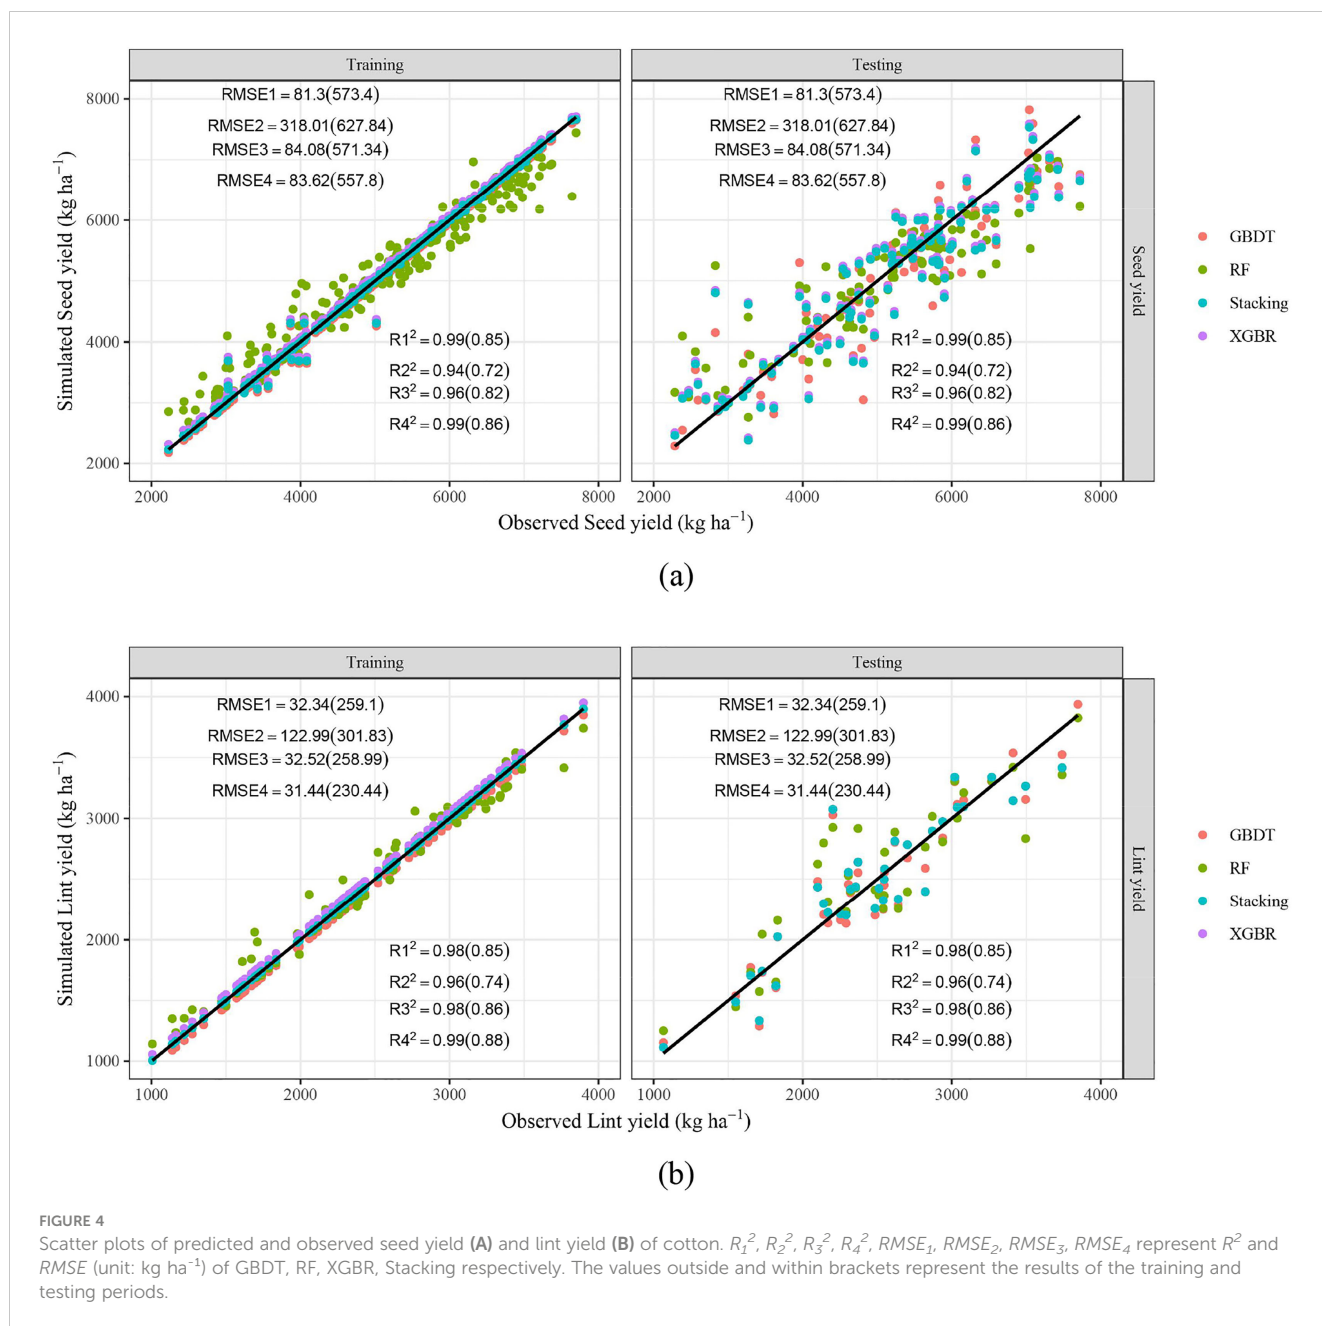 Training
Testing
RMSE1 = 81.3(573.4)
RMSE2 = 318.01(627.84)
RMSE3 = 84.08(571.34)
RMSE4 = 83.62(557.8)
R1² = 0.99(0.85)
R2² = 0.94(0.72)
R3² = 0.96(0.82)
R4² = 0.99(0.86)
RMSE1 = 81.3(573.4)
RMSE2 = 318.01(627.84)
RMSE3 = 84.08(571.34)
RMSE4 = 83.62(557.8)
R1² = 0.99(0.85)
R2² = 0.94(0.72)
R3² = 0.96(0.82)
R4² = 0.99(0.86)
8000
6000
4000
2000
Simulated Seed yield (kg ha⁻¹)
2000 4000 6000 8000
2000 4000 6000 8000
Observed Seed yield (kg ha⁻¹)
Seed yield
GBDT
RF
Stacking
XGBR
(a)
Training
Testing
RMSE1 = 32.34(259.1)
RMSE2 = 122.99(301.83)
RMSE3 = 32.52(258.99)
RMSE4 = 31.44(230.44)
R1² = 0.98(0.85)
R2² = 0.96(0.74)
R3² = 0.98(0.86)
R4² = 0.99(0.88)
RMSE1 = 32.34(259.1)
RMSE2 = 122.99(301.83)
RMSE3 = 32.52(258.99)
RMSE4 = 31.44(230.44)
R1² = 0.98(0.85)
R2² = 0.96(0.74)
R3² = 0.98(0.86)
R4² = 0.99(0.88)
4000
3000
2000
1000
Simulated Lint yield (kg ha⁻¹)
1000 2000 3000 4000
1000 2000 3000 4000
Observed Lint yield (kg ha⁻¹)
Lint yield
GBDT
RF
Stacking
XGBR
(b)
FIGURE 4
Scatter plots of predicted and observed seed yield (A) and lint yield (B) of cotton. R₁², R₂², R₃², R₄², RMSE₁, RMSE₂, RMSE₃, RMSE₄ represent R² and
RMSE (unit: kg ha⁻¹) of GBDT, RF, XGBR, Stacking respectively. The values outside and within brackets represent the results of the training and
testing periods.